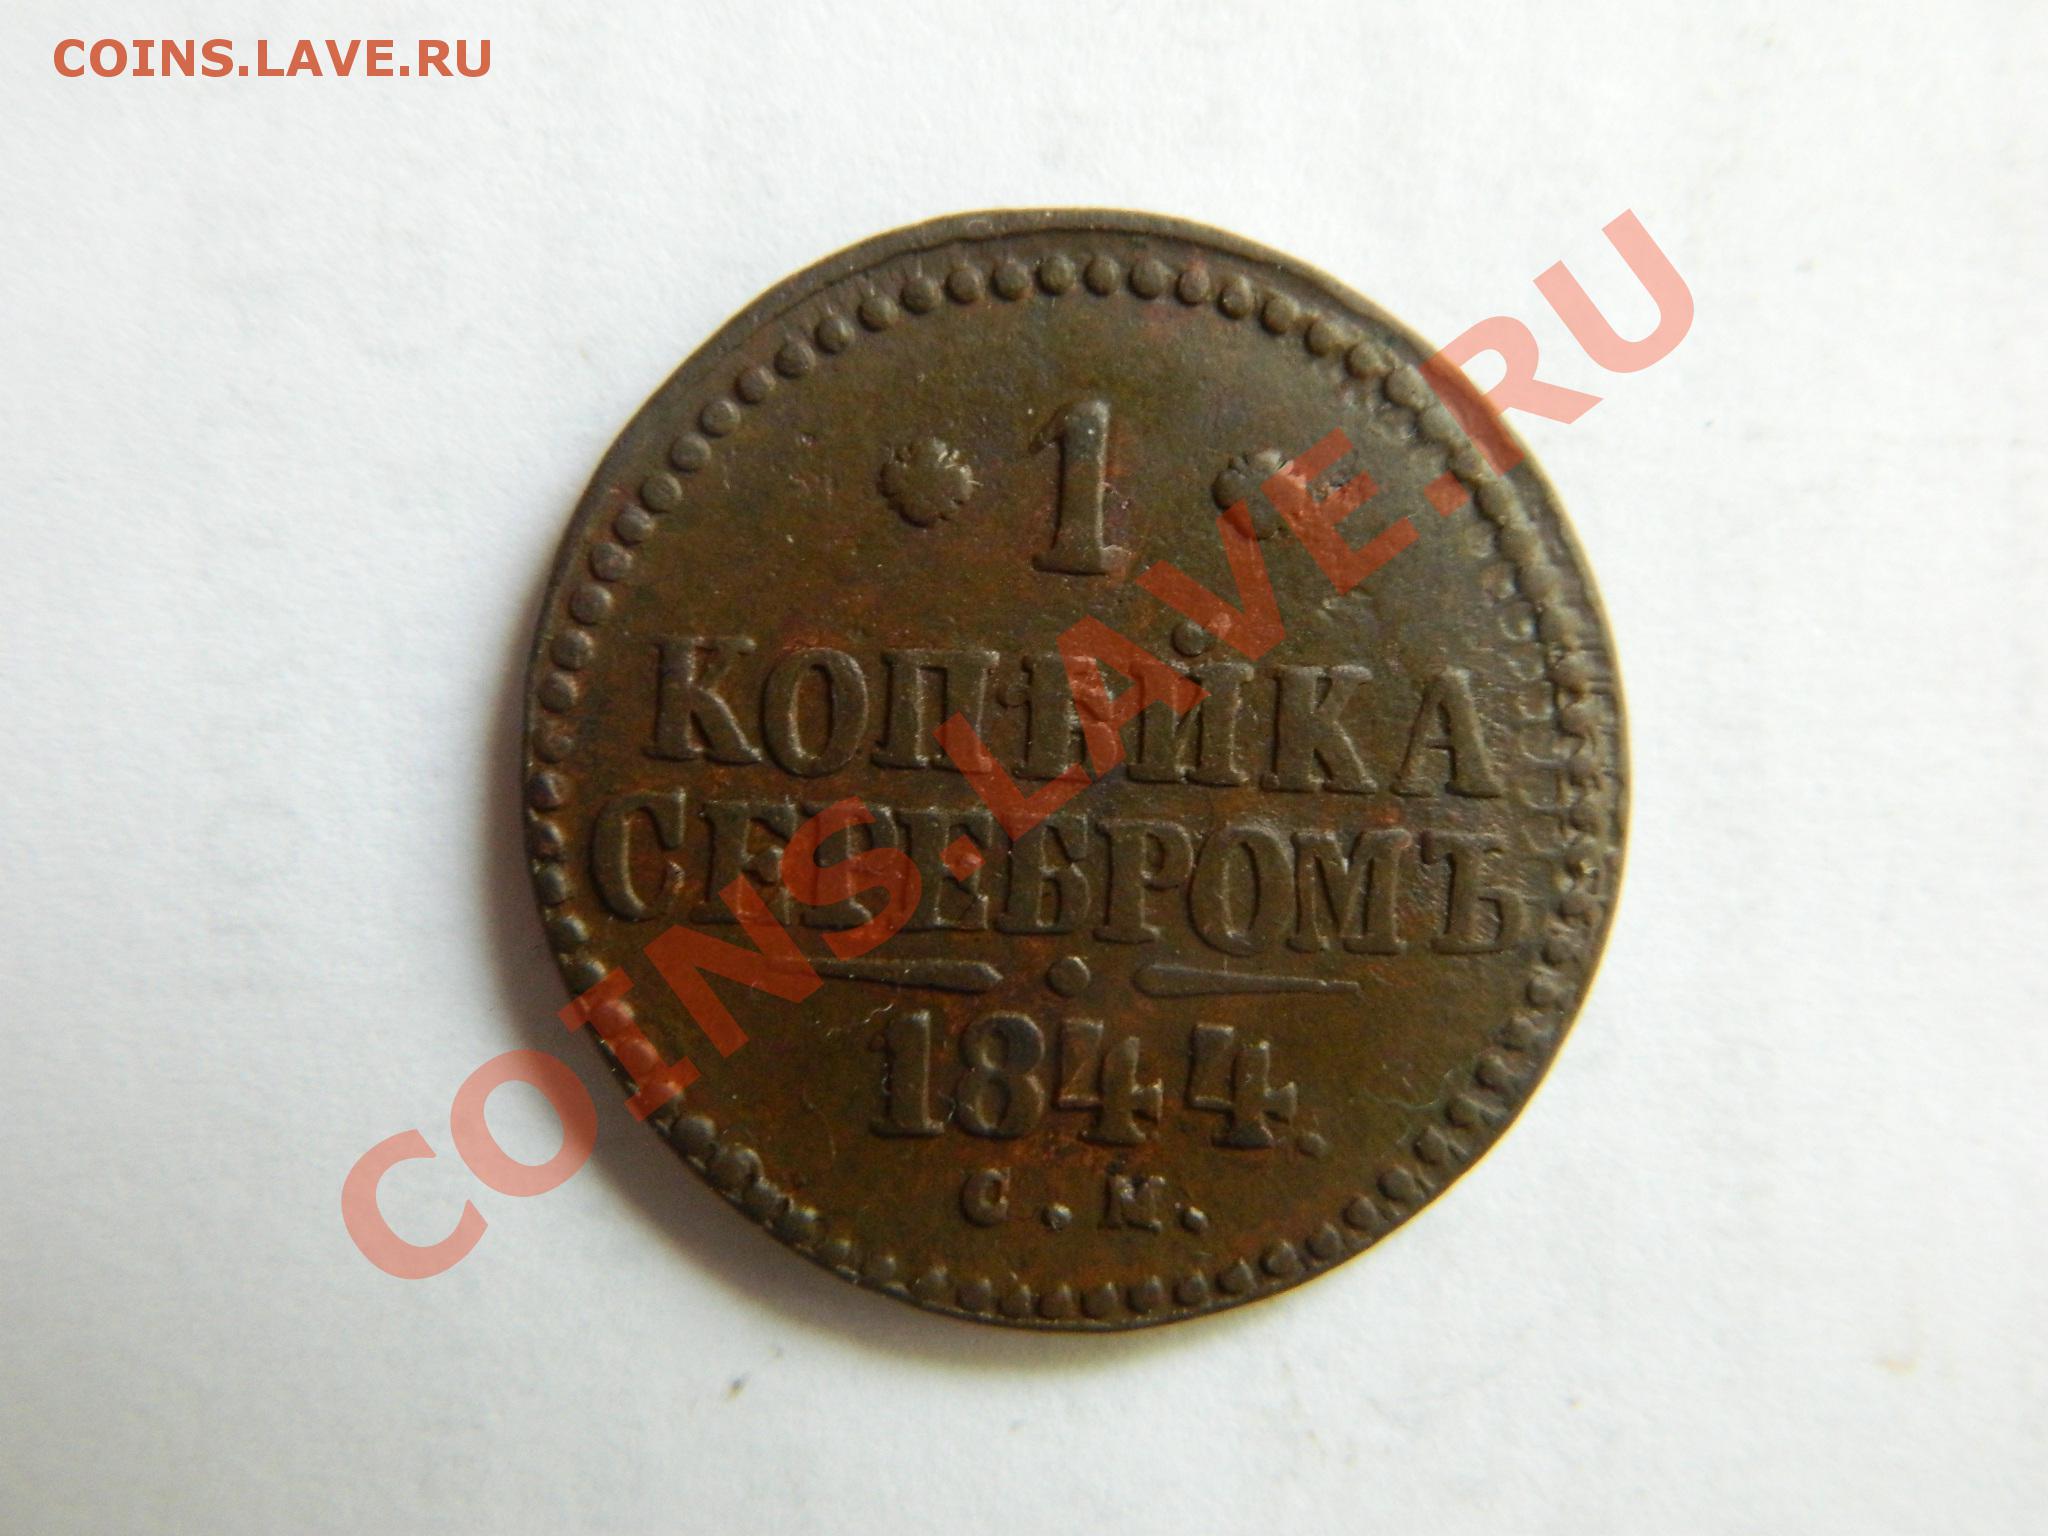 COINS.LAVE.RU
1
КОПѢЙКА
СЕРЕБРОМЪ
1844.
С.М.
COINS.LAVE.RU